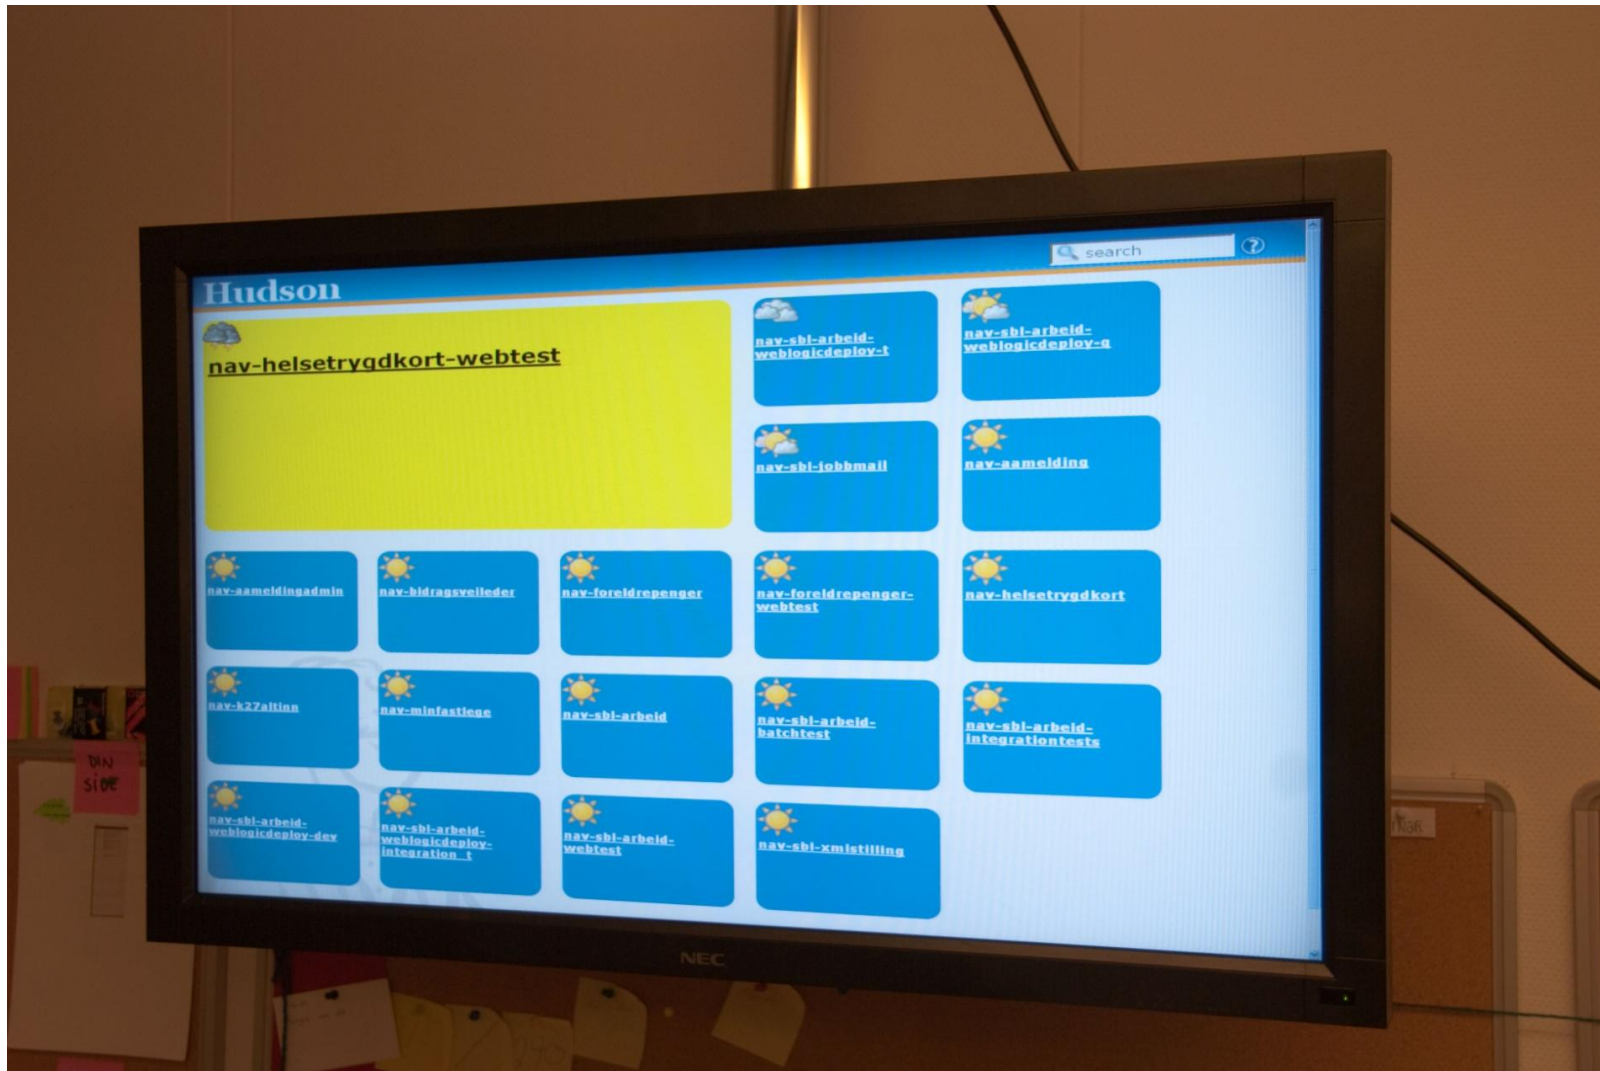 Hudson
search
?
nav-helsetrygdkort-webtest
nav-sbl-arbeid-
weblogicdeploy-t
nav-sbl-arbeid-
weblogicdeploy-q
nav-sbl-jobbmail
nav-aamelding
nav-aameldingadmin
nav-bidragsveileder
nav-foreldrepenger
nav-foreldrepenger-
webtest
nav-helsetrygdkort
nav-k27altinn
nav-minfastlege
nav-sbl-arbeid
nav-sbl-arbeid-
batchtest
nav-sbl-arbeid-
integrationtests
nav-sbl-arbeid-
weblogicdeploy-dev
nav-sbl-arbeid-
weblogicdeploy-
integration_t
nav-sbl-arbeid-
webtest
nav-sbl-xmlstilling
NEC
DIN
SIDE